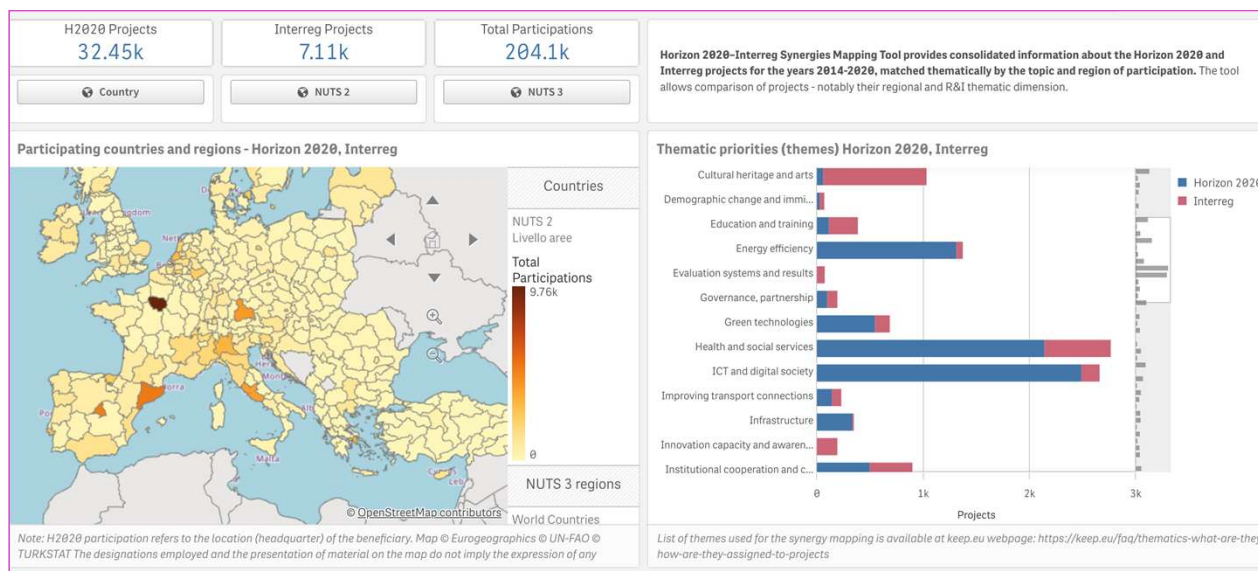 H2020 Projects
32.45k
Interreg Projects
7.11k
Total Participations
204.1k
Country
NUTS 2
NUTS 3
Horizon 2020–Interreg Synergies Mapping Tool provides consolidated information about the Horizon 2020 and
Interreg projects for the years 2014-2020, matched thematically by the topic and region of participation. The tool
allows comparison of projects - notably their regional and R&I thematic dimension.
Participating countries and regions - Horizon 2020, Interreg
Malta
Countries
NUTS 2
Livello aree
Total
Participations
9.76k
0
NUTS 3 regions
World Countries
© OpenStreetMap contributors
Note: H2020 participation refers to the location (headquarter) of the beneficiary. Map © Eurogeographics © UN-FAO ©
TURKSTAT The designations employed and the presentation of material on the map do not imply the expression of any
Thematic priorities (themes) Horizon 2020, Interreg
Cultural heritage and arts
Demographic change and immi...
Education and training
Energy efficiency
Evaluation systems and results
Governance, partnership
Green technologies
Health and social services
ICT and digital society
Improving transport connections
Infrastructure
Innovation capacity and awaren...
Institutional cooperation and c...
0
1k
2k
3k
Projects
Horizon 2020
Interreg
List of themes used for the synergy mapping is available at keep.eu webpage: https://keep.eu/faq/thematics-what-are-they
how-are-they-assigned-to-projects